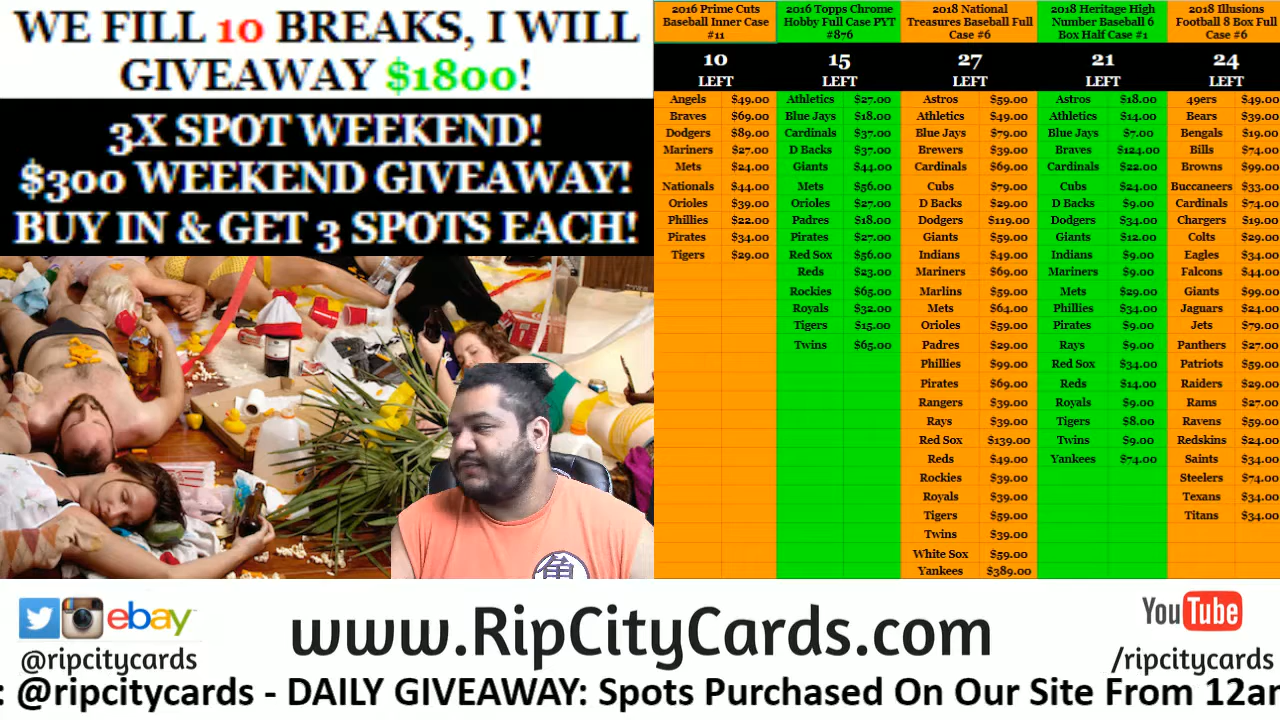 WE FILL 10 BREAKS, I WILL
GIVEAWAY $1800!
3X SPOT WEEKEND!
$300 WEEKEND GIVEAWAY!
BUY IN & GET 3 SPOTS EACH!
2016 Prime Cuts
Baseball Inner Case
#11
10
LEFT
Angels $49.00
Braves $69.00
Dodgers $89.00
Mariners $27.00
Mets $24.00
Nationals $44.00
Orioles $39.00
Phillies $22.00
Pirates $34.00
Tigers $29.00
2016 Topps Chrome
Hobby Full Case PYT
#876
15
LEFT
Athletics $27.00
Blue Jays $18.00
Cardinals $37.00
D Backs $37.00
Giants $44.00
Mets $56.00
Orioles $27.00
Padres $18.00
Pirates $27.00
Red Sox $56.00
Reds $23.00
Rockies $65.00
Royals $32.00
Tigers $15.00
Twins $65.00
2018 National
Treasures Baseball Full
Case #6
27
LEFT
Astros $59.00
Athletics $49.00
Blue Jays $79.00
Brewers $39.00
Cardinals $69.00
Cubs $79.00
D Backs $29.00
Dodgers $119.00
Giants $59.00
Indians $49.00
Mariners $69.00
Marlins $59.00
Mets $64.00
Orioles $59.00
Padres $29.00
Phillies $99.00
Pirates $69.00
Rangers $39.00
Rays $39.00
Red Sox $139.00
Reds $49.00
Rockies $39.00
Royals $39.00
Tigers $59.00
Twins $39.00
White Sox $59.00
Yankees $389.00
2018 Heritage High
Number Baseball 6
Box Half Case #1
21
LEFT
Astros $18.00
Athletics $14.00
Blue Jays $7.00
Braves $124.00
Cardinals $22.00
Cubs $24.00
D Backs $9.00
Dodgers $34.00
Giants $12.00
Indians $9.00
Mariners $9.00
Mets $29.00
Phillies $34.00
Pirates $9.00
Rays $9.00
Red Sox $34.00
Reds $14.00
Royals $9.00
Tigers $8.00
Twins $9.00
Yankees $74.00
2018 Illusions
Football 8 Box Full
Case #6
24
LEFT
49ers $49.00
Bears $39.00
Bengals $19.00
Bills $74.00
Browns $99.00
Buccaneers $33.00
Cardinals $74.00
Chargers $19.00
Colts $29.00
Eagles $34.00
Falcons $44.00
Giants $99.00
Jaguars $24.00
Jets $79.00
Panthers $27.00
Patriots $59.00
Raiders $29.00
Rams $27.00
Ravens $59.00
Redskins $24.00
Saints $34.00
Steelers $74.00
Texans $34.00
Titans $34.00
亀
ebay
@ripcitycards
www.RipCityCards.com
YouTube
/ripcitycards
: @ripcitycards - DAILY GIVEAWAY: Spots Purchased On Our Site From 12am